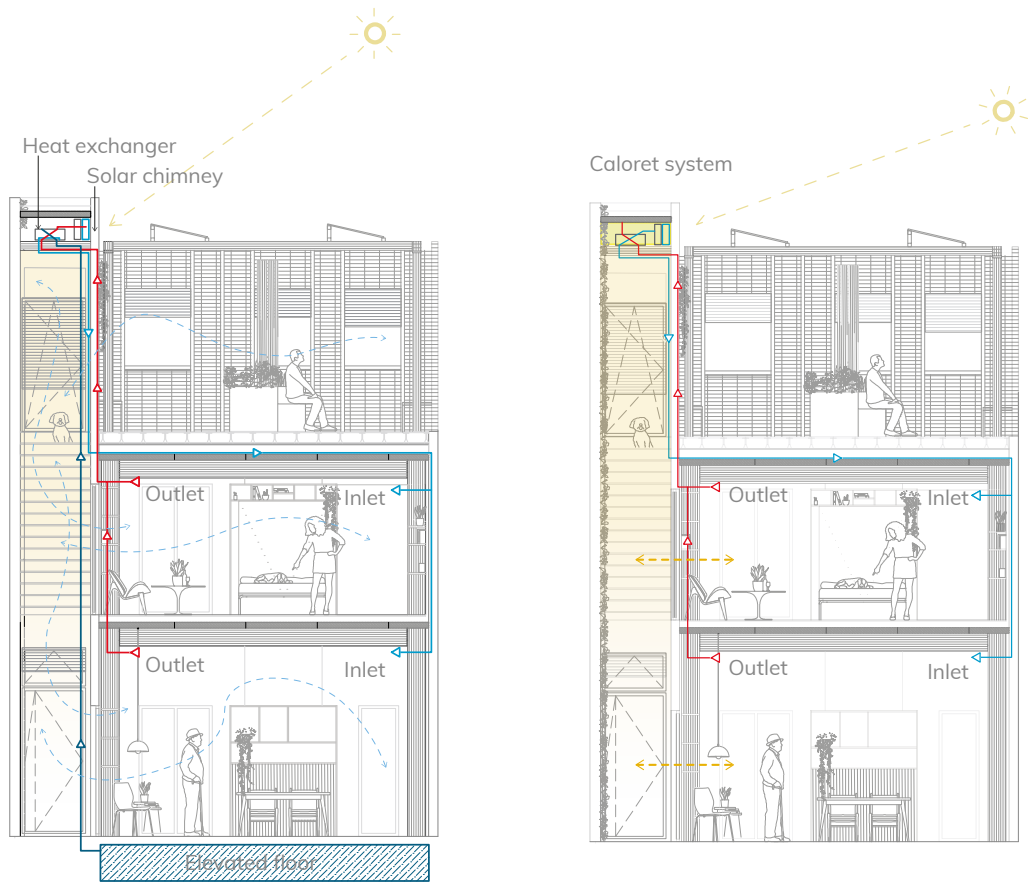 Heat exchanger
Solar chimney
Outlet
Inlet
Outlet
Inlet
Elevated floor
Caloret system
Outlet
Inlet
Outlet
Inlet